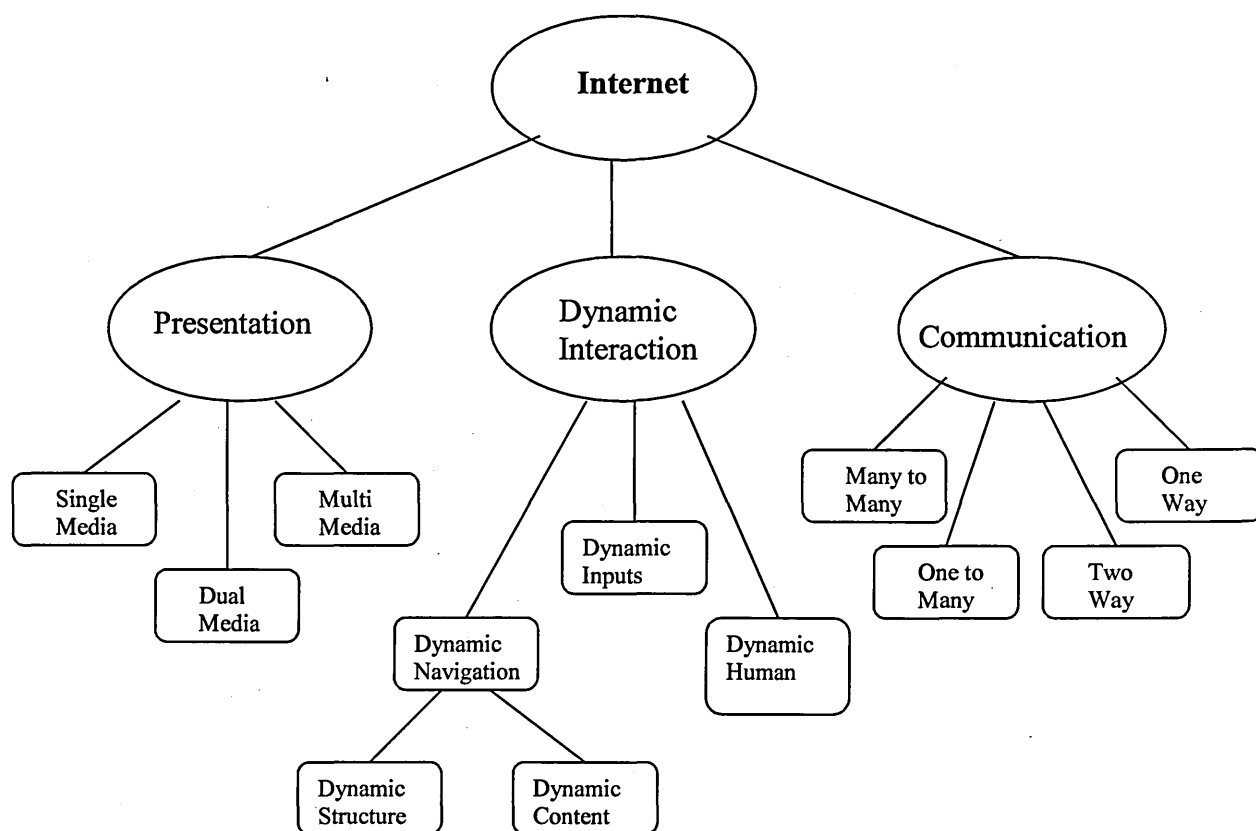 Internet
Presentation
Dynamic
Interaction
Communication
Single
Media
Dual
Media
Multi
Media
Dynamic
Navigation
Dynamic
Structure
Dynamic
Content
Dynamic
Inputs
Dynamic
Human
Many to
Many
One to
Many
Two
Way
One
Way